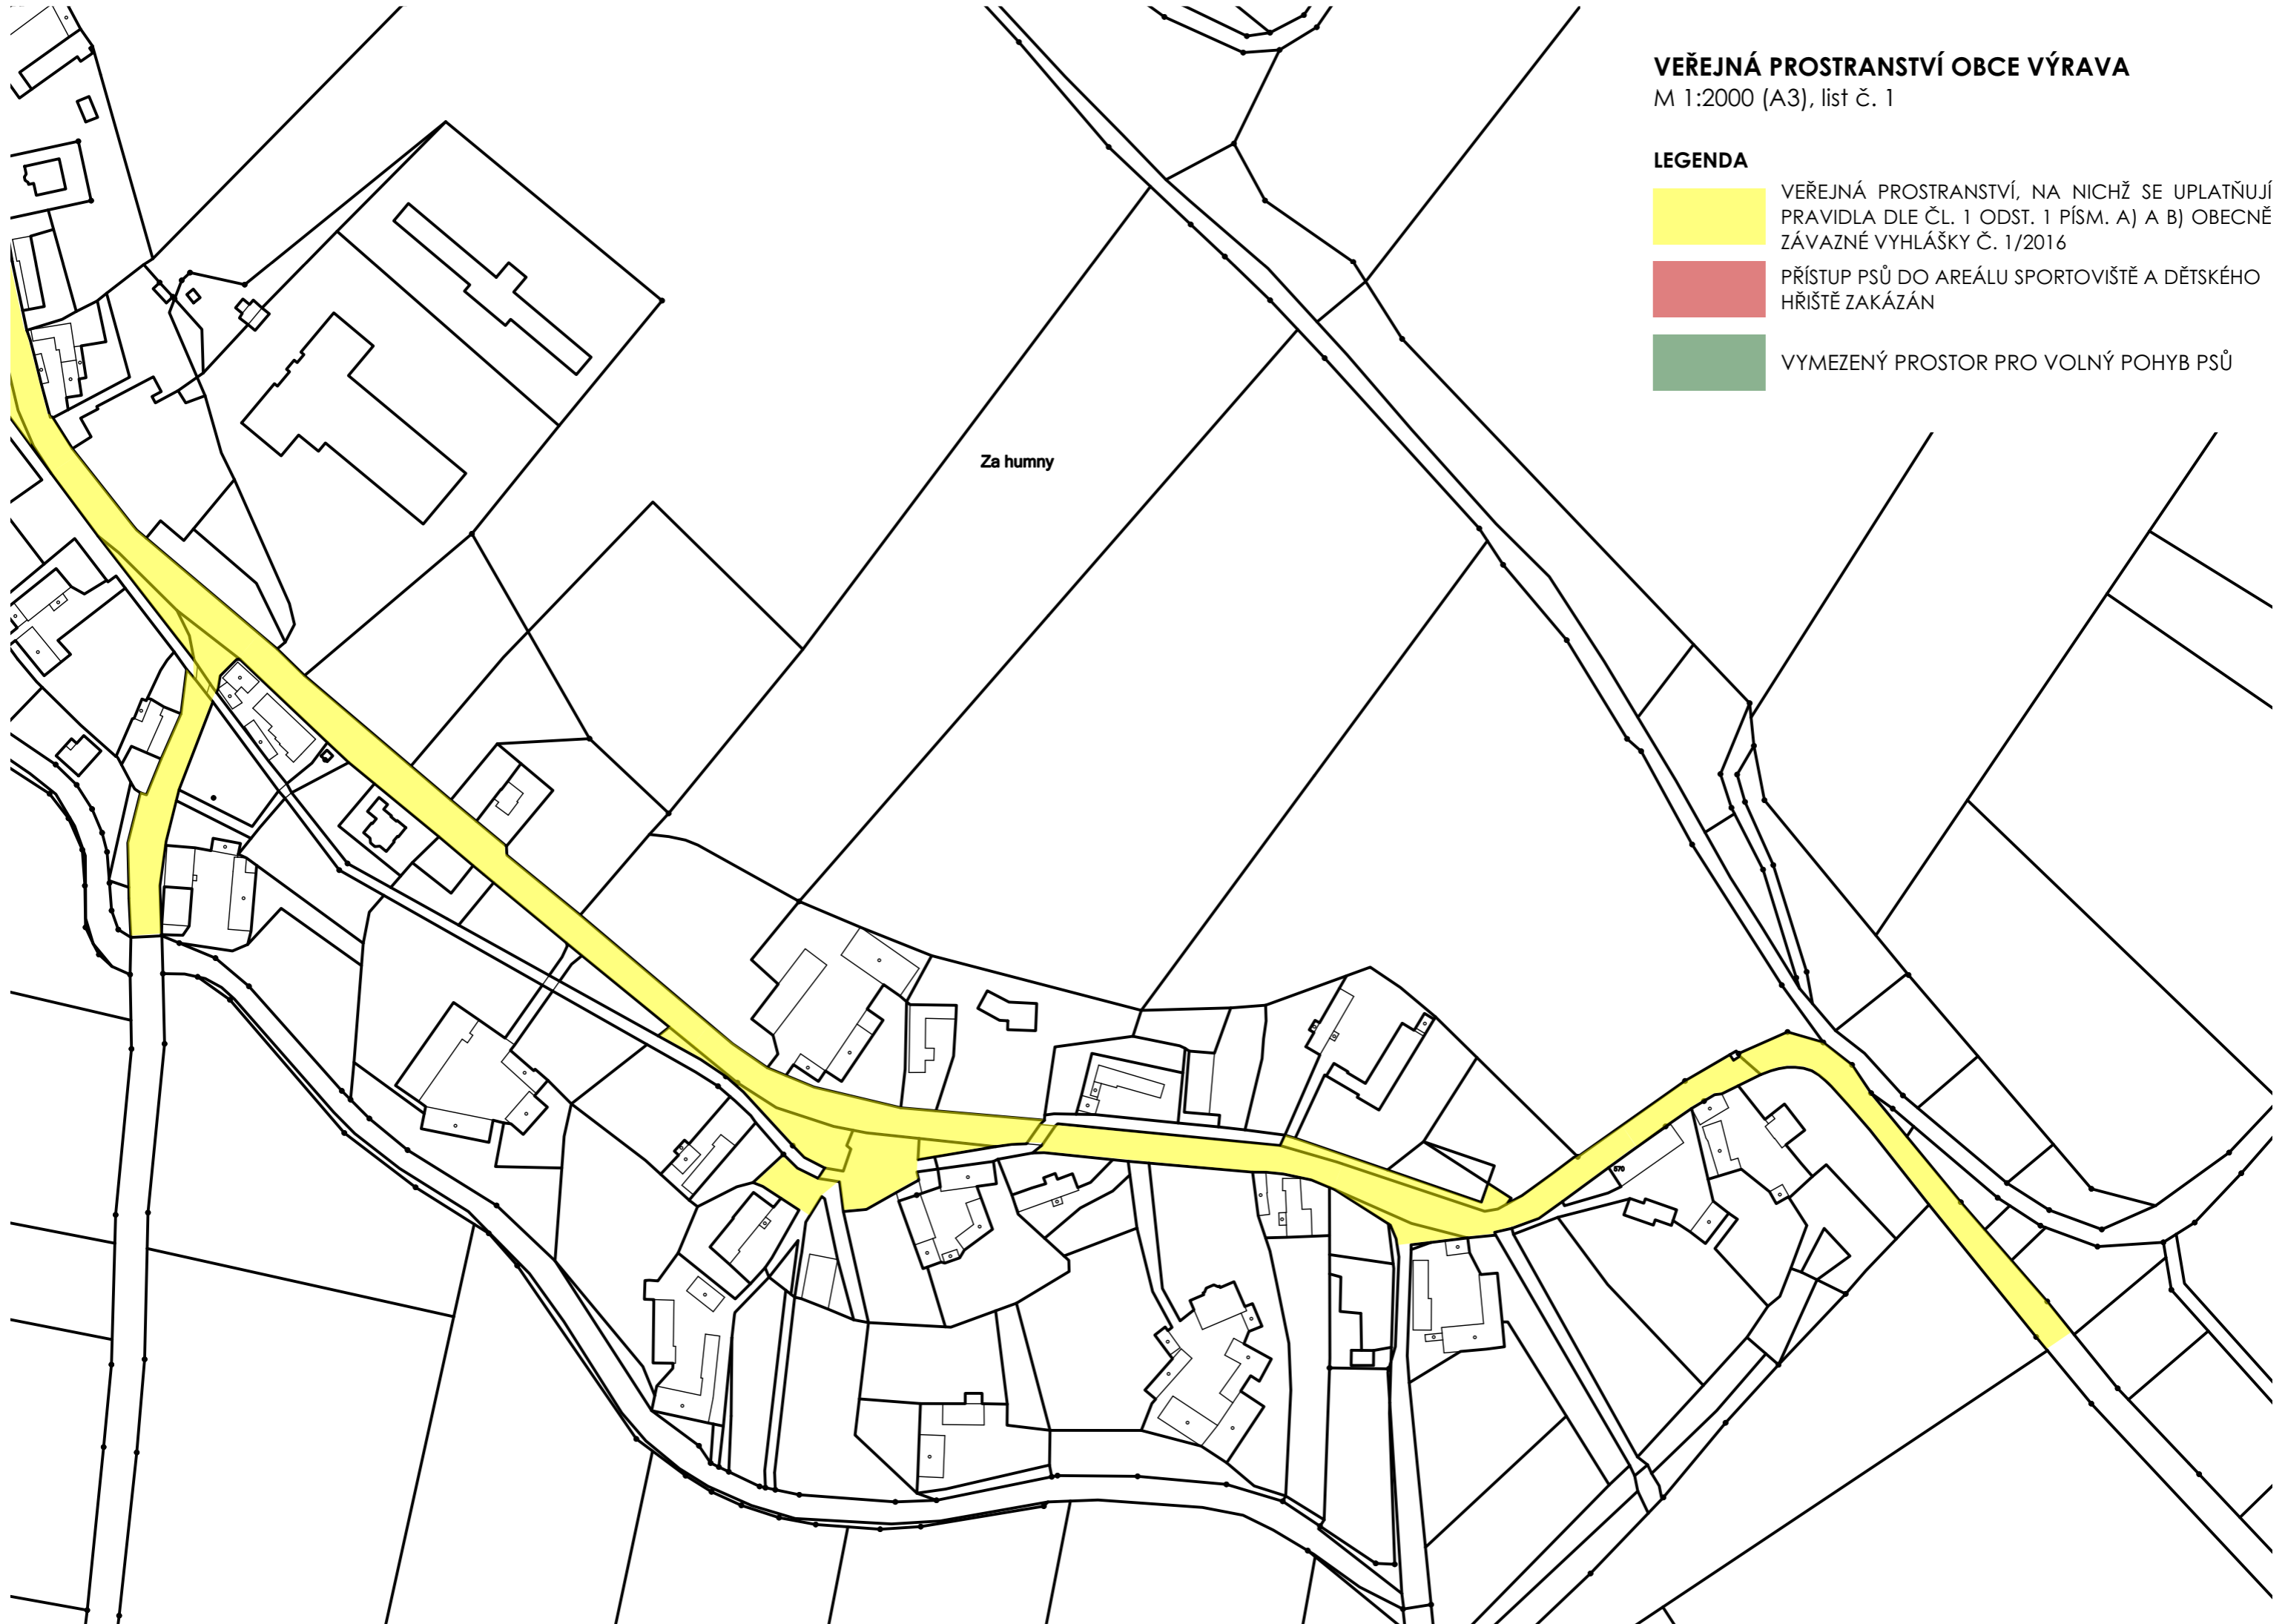 VEŘEJNÁ PROSTRANSTVÍ OBCE VÝRAVA
M 1:2000 (A3), list č. 1
LEGENDA
VEŘEJNÁ PROSTRANSTVÍ, NA NICHŽ SE UPLATŇUJÍ
PRAVIDLA DLE ČL. 1 ODST. 1 PÍSM. A) A B) OBECNĚ
ZÁVAZNÉ VYHLÁŠKY Č. 1/2016
PŘÍSTUP PSŮ DO AREÁLU SPORTOVIŠTĚ A DĚTSKÉHO
HŘIŠTĚ ZAKÁZÁN
VYMEZENÝ PROSTOR PRO VOLNÝ POHYB PSŮ
Za humny
570